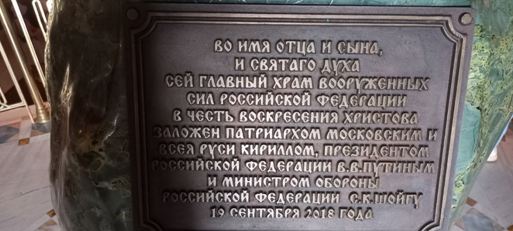 ВО ИМЯ ОТЦА И СЫНА,
И СВЯТАГО ДУХА
СЕЙ ГЛАВНЫЙ ХРАМ ВООРУЖЕННЫХ
СИЛ РОССИЙСКОЙ ФЕДЕРАЦИИ
В ЧЕСТЬ ВОСКРЕСЕНИЯ ХРИСТОВА
ЗАЛОЖЕН ПАТРИАРХОМ МОСКОВСКИМ И
ВСЕЯ РУСИ КИРИЛЛОМ, ПРЕЗИДЕНТОМ
РОССИЙСКОЙ ФЕДЕРАЦИИ В.В.ПУТИНЫМ
И МИНИСТРОМ ОБОРОНЫ
РОССИЙСКОЙ ФЕДЕРАЦИИ С.К.ШОЙГУ
19 СЕНТЯБРЯ 2018 ГОДА